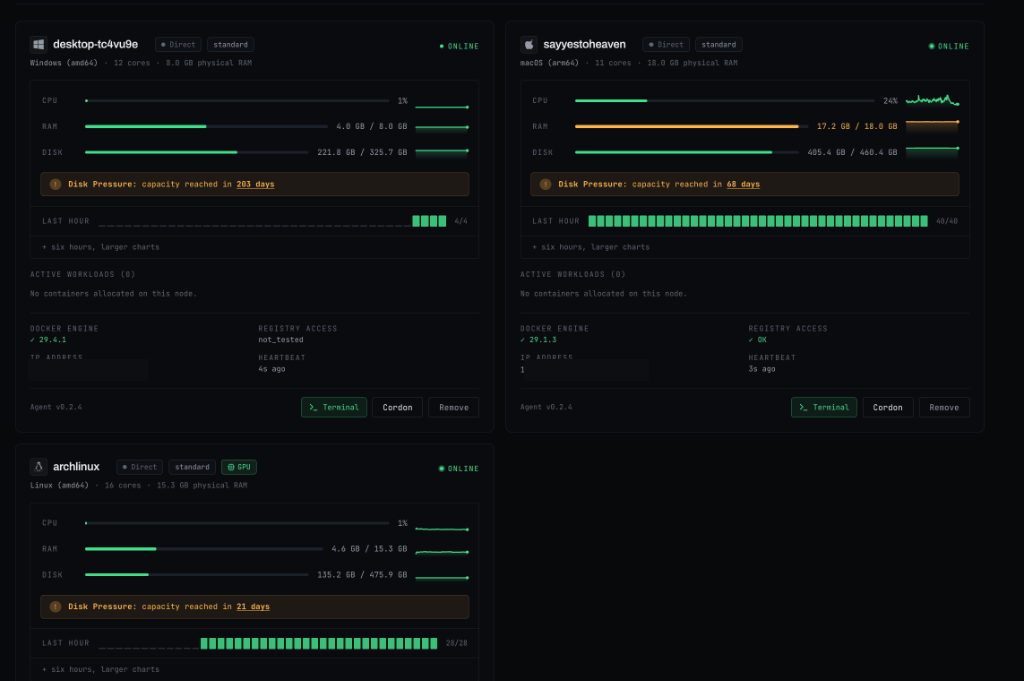 desktop-tc4vu9e Direct standard ONLINE
Windows (amd64) · 12 cores · 8.0 GB physical RAM
CPU 1%
RAM 4.0 GB / 8.0 GB
DISK 221.8 GB / 325.7 GB
! Disk Pressure: capacity reached in 203 days
LAST HOUR 4/4
+ six hours, larger charts
ACTIVE WORKLOADS (0)
No containers allocated on this node.
DOCKER ENGINE REGISTRY ACCESS
✓ 29.4.1 not_tested
IP ADDRESS HEARTBEAT
4s ago
Agent v0.2.4 >_ Terminal Cordon Remove
sayyestoheaven Direct standard ONLINE
macOS (arm64) · 11 cores · 18.0 GB physical RAM
CPU 24%
RAM 17.2 GB / 18.0 GB
DISK 405.4 GB / 460.4 GB
! Disk Pressure: capacity reached in 68 days
LAST HOUR 40/40
+ six hours, larger charts
ACTIVE WORKLOADS (0)
No containers allocated on this node.
DOCKER ENGINE REGISTRY ACCESS
✓ 29.1.3 ✓ OK
IP ADDRESS HEARTBEAT
1 3s ago
Agent v0.2.4 >_ Terminal Cordon Remove
archlinux Direct standard GPU ONLINE
Linux (amd64) · 16 cores · 15.3 GB physical RAM
CPU 1%
RAM 4.6 GB / 15.3 GB
DISK 135.2 GB / 475.9 GB
! Disk Pressure: capacity reached in 21 days
LAST HOUR 28/28
+ six hours, larger charts